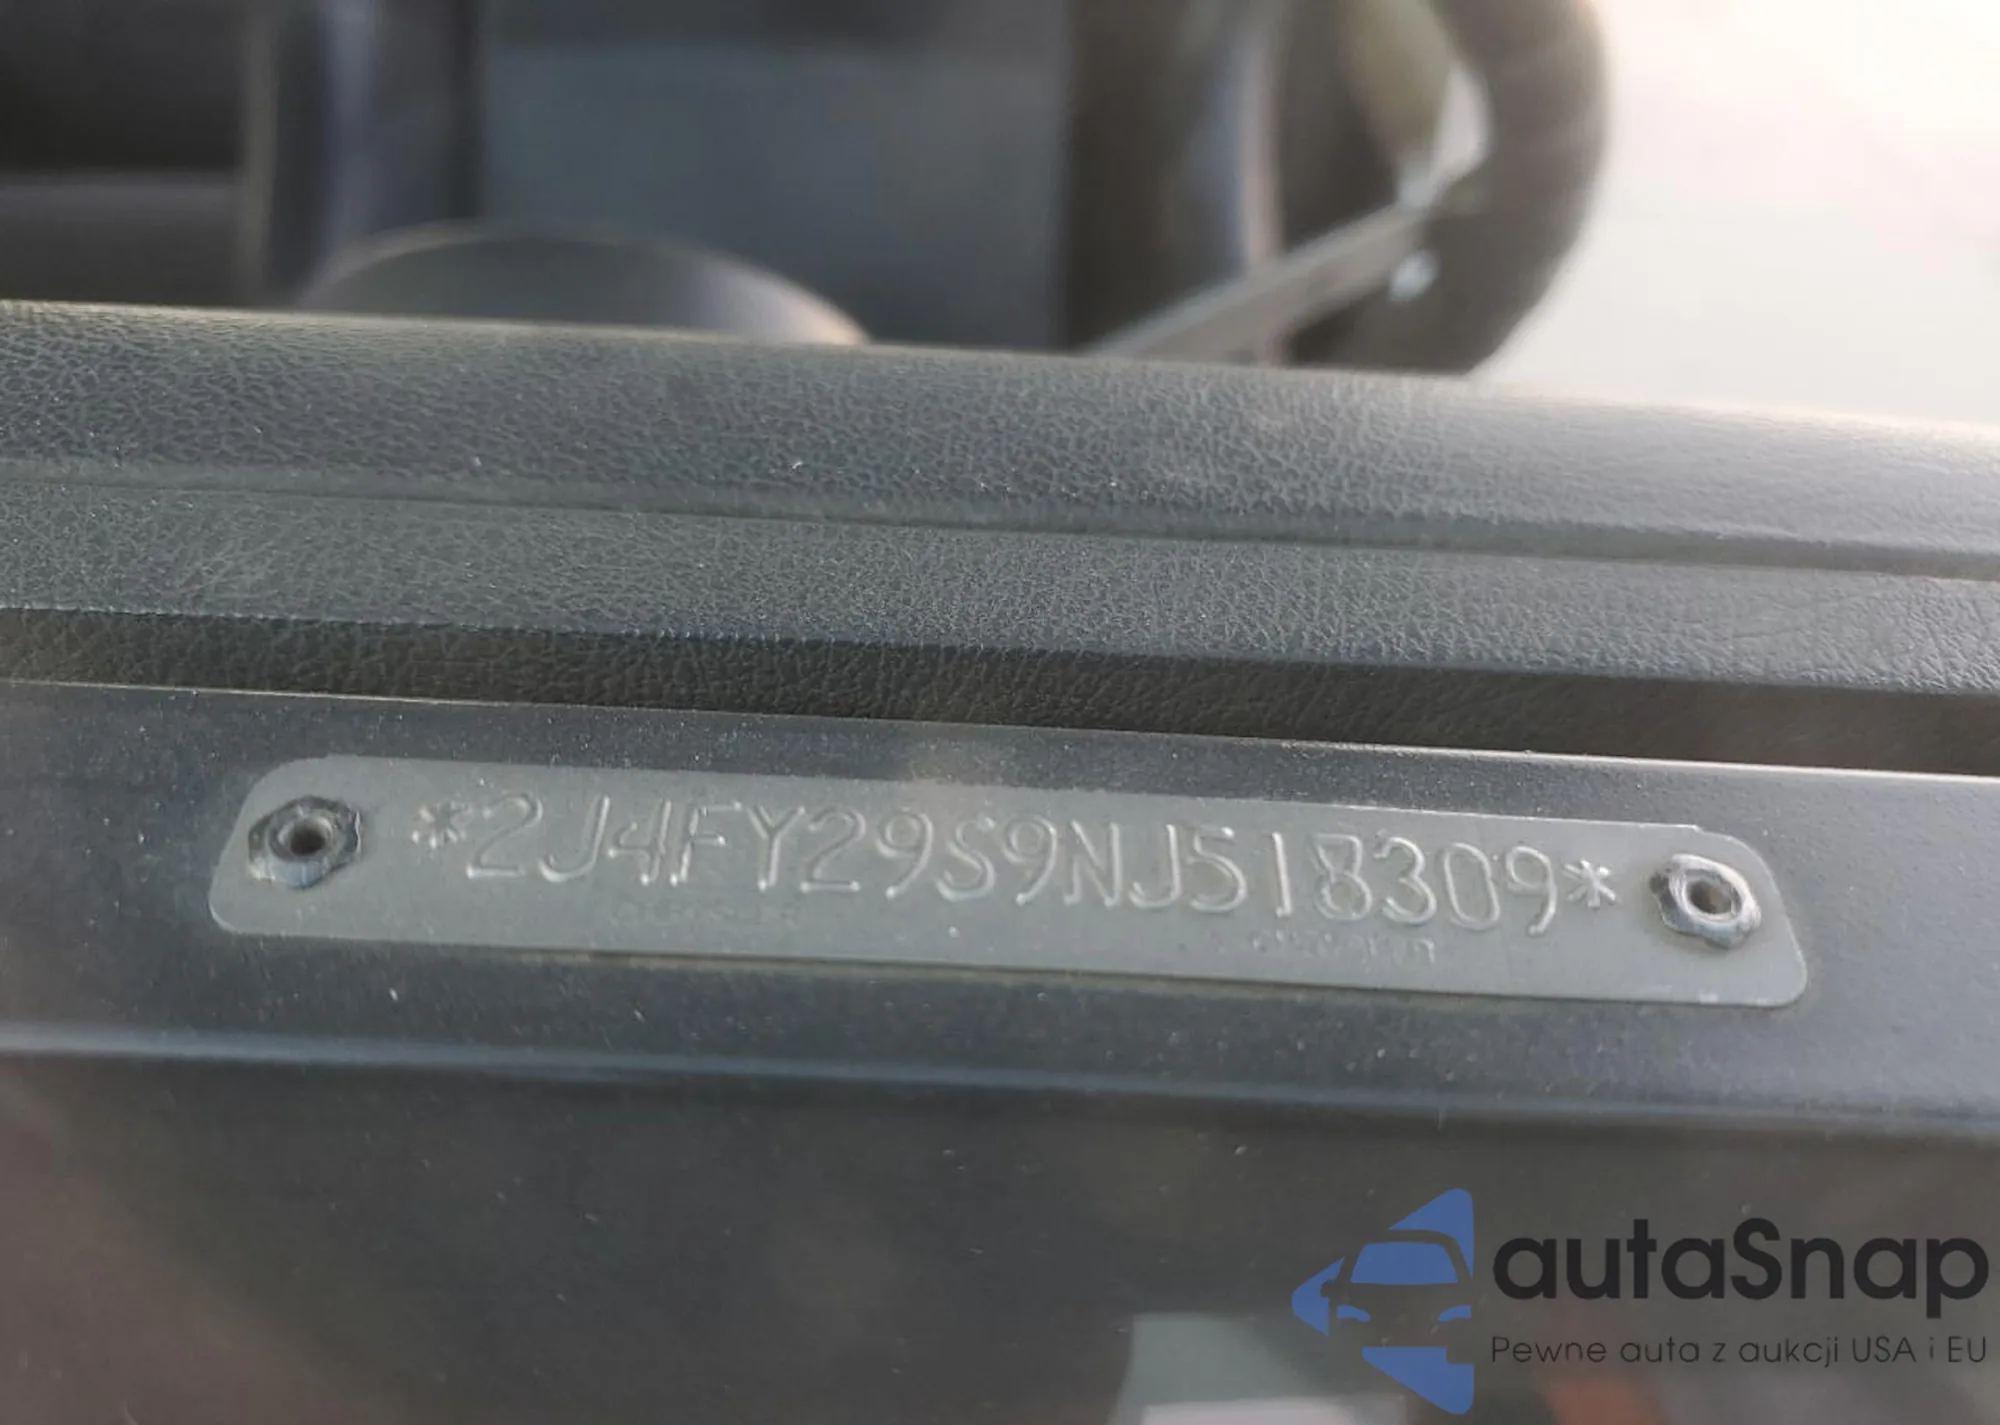 *2J4FY29S9NJ518309*
autaSnap
Pewne auta z aukcji USA i EU